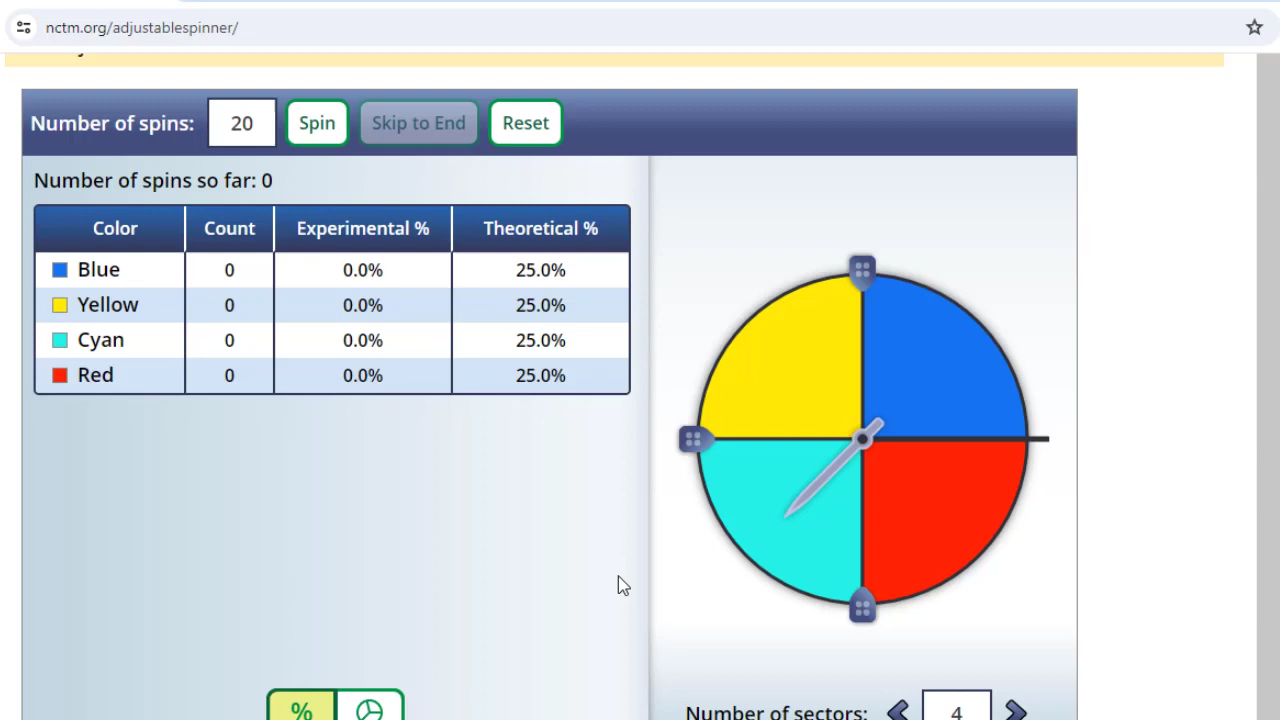 nctm.org/adjustablespinner/
Number of spins: 20 Spin Skip to End Reset
Number of spins so far: 0
Color Count Experimental % Theoretical %
Blue 0 0.0% 25.0%
Yellow 0 0.0% 25.0%
Cyan 0 0.0% 25.0%
Red 0 0.0% 25.0%
%
Number of sectors: 4